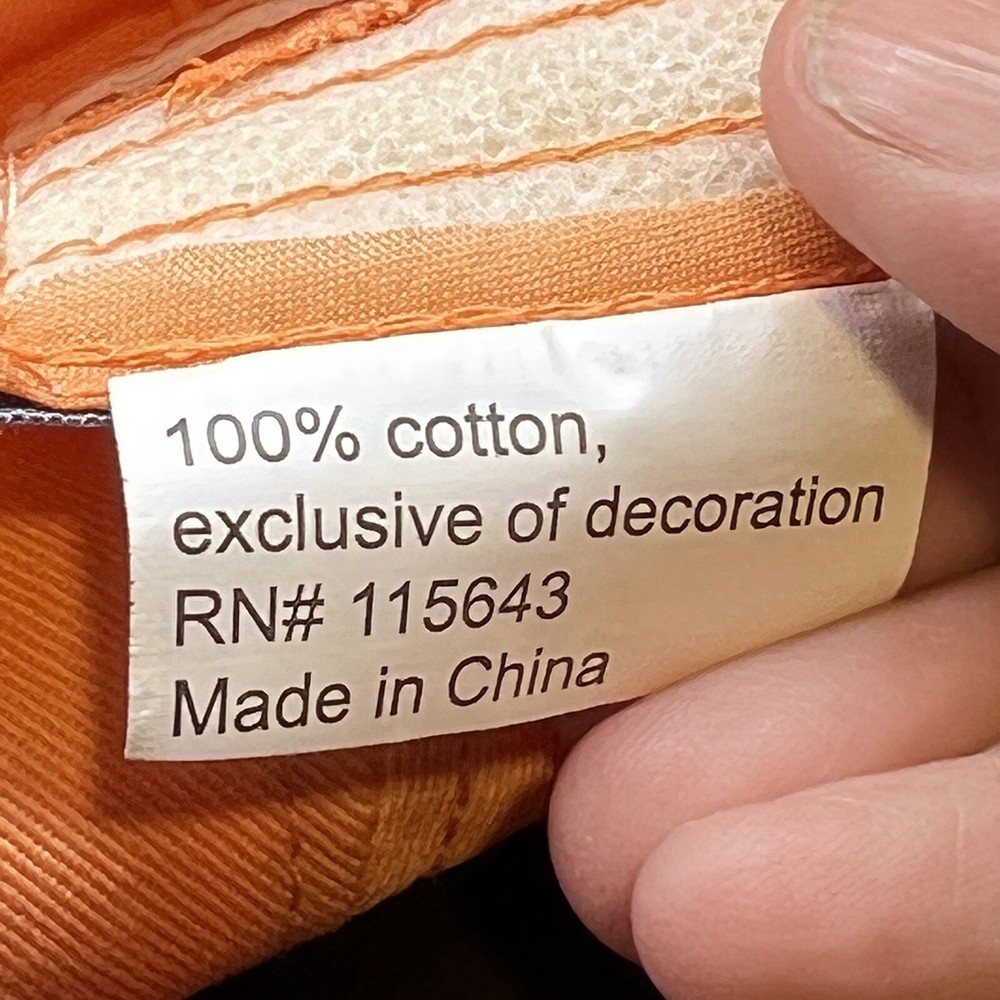 100% cotton,
exclusive of decoration
RN# 115643
Made in China